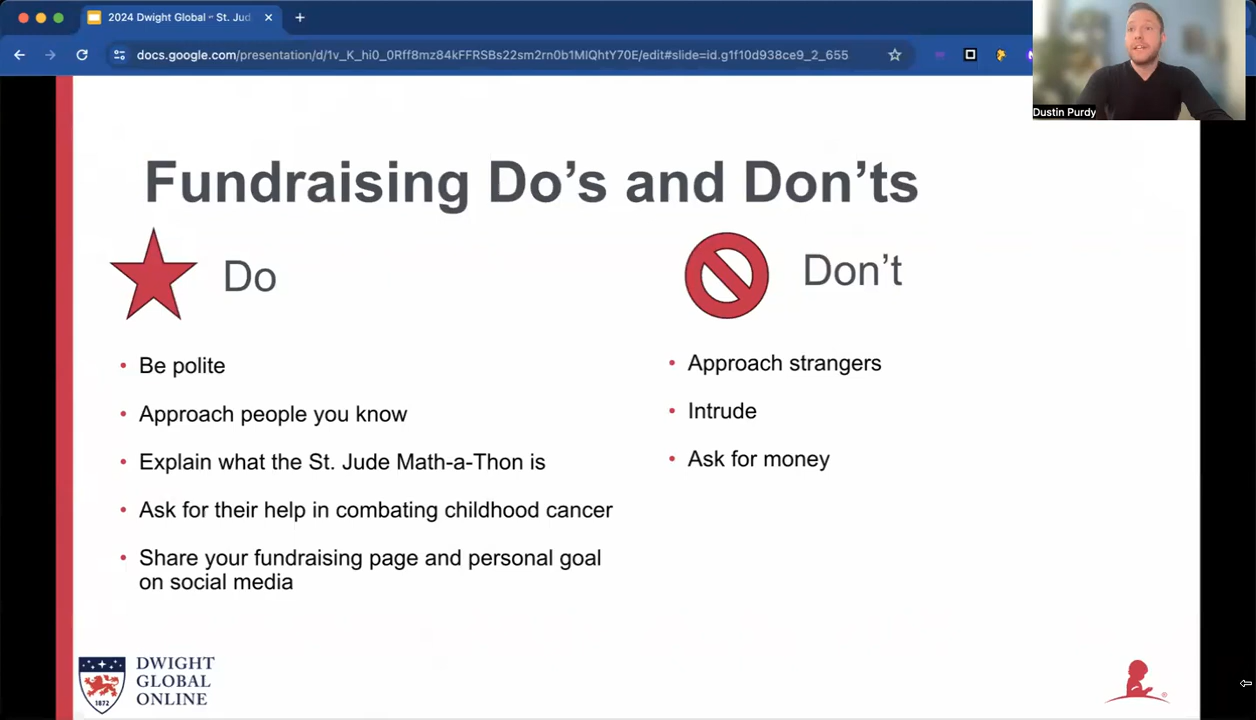 2024 Dwight Global - St. Jud
docs.google.com/presentation/d/1v_K_hi0_0Rff8mz84kFFRSBs22sm2rn0b1MIQhtY70E/edit#slide=id.g1f10d938ce9_2_655
Dustin Purdy
Fundraising Do’s and Don’ts
Do
• Be polite
• Approach people you know
• Explain what the St. Jude Math-a-Thon is
• Ask for their help in combating childhood cancer
• Share your fundraising page and personal goal
on social media
Don’t
• Approach strangers
• Intrude
• Ask for money
DWIGHT
GLOBAL
ONLINE
1872